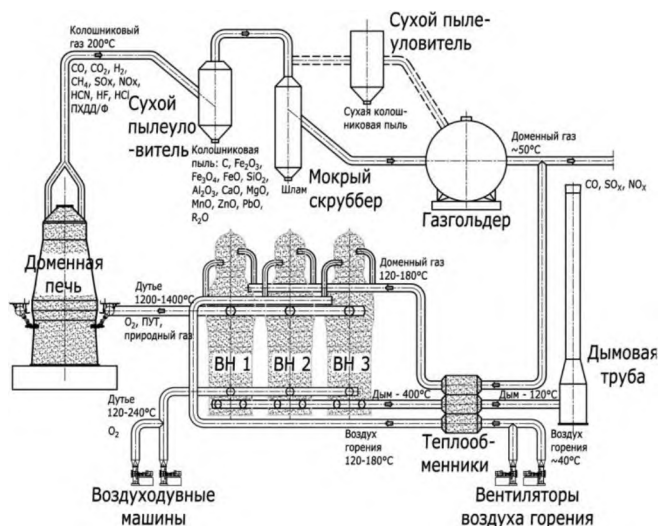 Колошниковый
газ 200°C
CO, CO₂, H₂,
CH₄, SOx, NOx,
HCN, HF, HCl
ПХДД/Ф
Сухой
пылеуло
-витель
Колошниковая
пыль: C, Fe₂O₃,
Fe₃O₄, FeO, SiO₂,
Al₂O₃, CaO, MgO,
MnO, ZnO, PbO,
R₂O
Шлам
Мокрый
скруббер
Сухой пыле-
уловитель
Сухая колош-
никовая пыль
Газгольдер
Доменный газ
~50°C
CO, SOₓ, NOₓ
Доменная
печь
Дутье
1200-1400°C
O₂, ПУТ,
природный газ
Доменный газ
120-180°C
ВН 1
ВН 2
ВН 3
Дымовая
труба
Дутье
120-240°C
O₂
Дым - 400°C
Дым - 120°C
Воздух
горения
120-180°C
Теплооб-
менники
Воздух
горения
~40°C
Воздуходувные
машины
Вентиляторы
воздуха горения